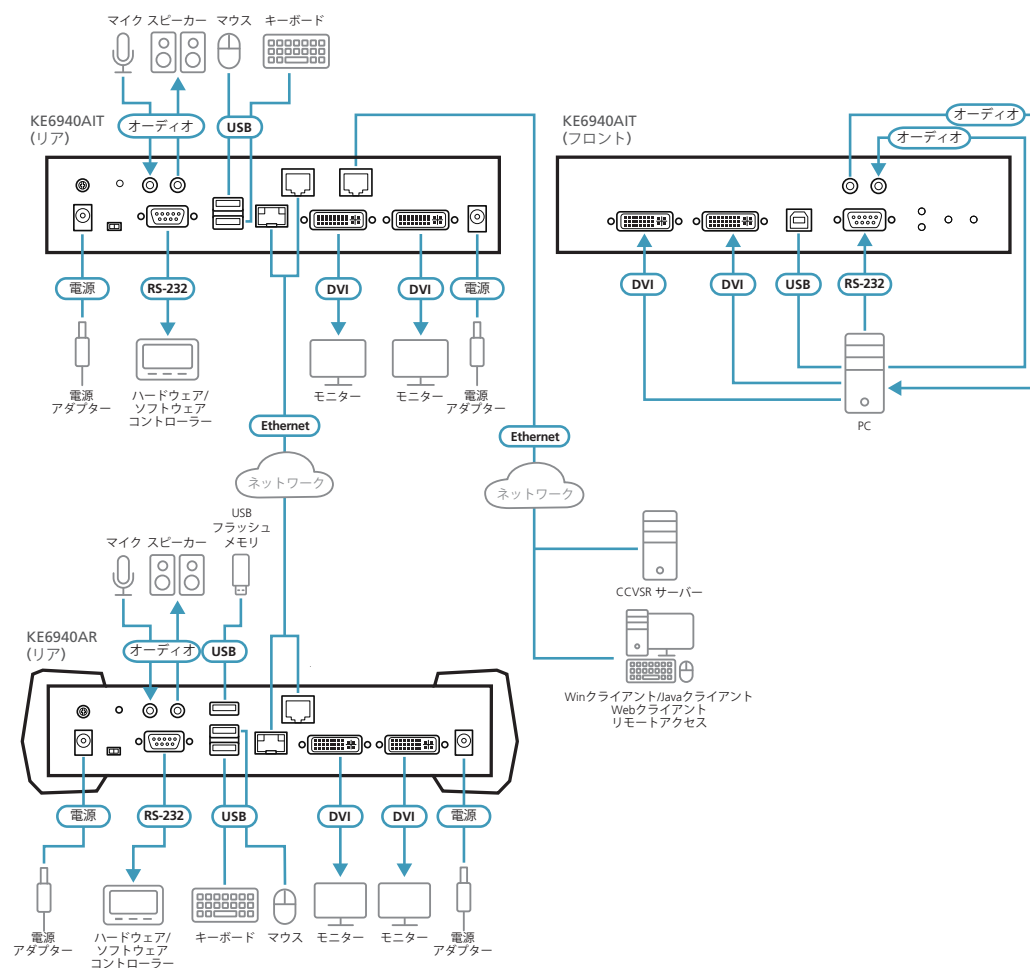 マイク スピーカー マウス キーボード
KE6940AIT
(リア)
オーディオ
USB
KE6940AIT
(フロント)
オーディオ
オーディオ
電源
RS-232
DVI
DVI
電源
DVI
DVI
USB
RS-232
電源
アダプター
ハードウェア/
ソフトウェア
コントローラー
モニター
モニター
電源
アダプター
PC
Ethernet
Ethernet
ネットワーク
ネットワーク
USB
フラッシュ
メモリ
マイク スピーカー
CCVSR サーバー
KE6940AR
(リア)
オーディオ
USB
Winクライアント/Javaクライアント
Webクライアント
リモートアクセス
電源
RS-232
USB
DVI
DVI
電源
電源
アダプター
ハードウェア/
ソフトウェア
コントローラー
キーボード
マウス
モニター
モニター
電源
アダプター